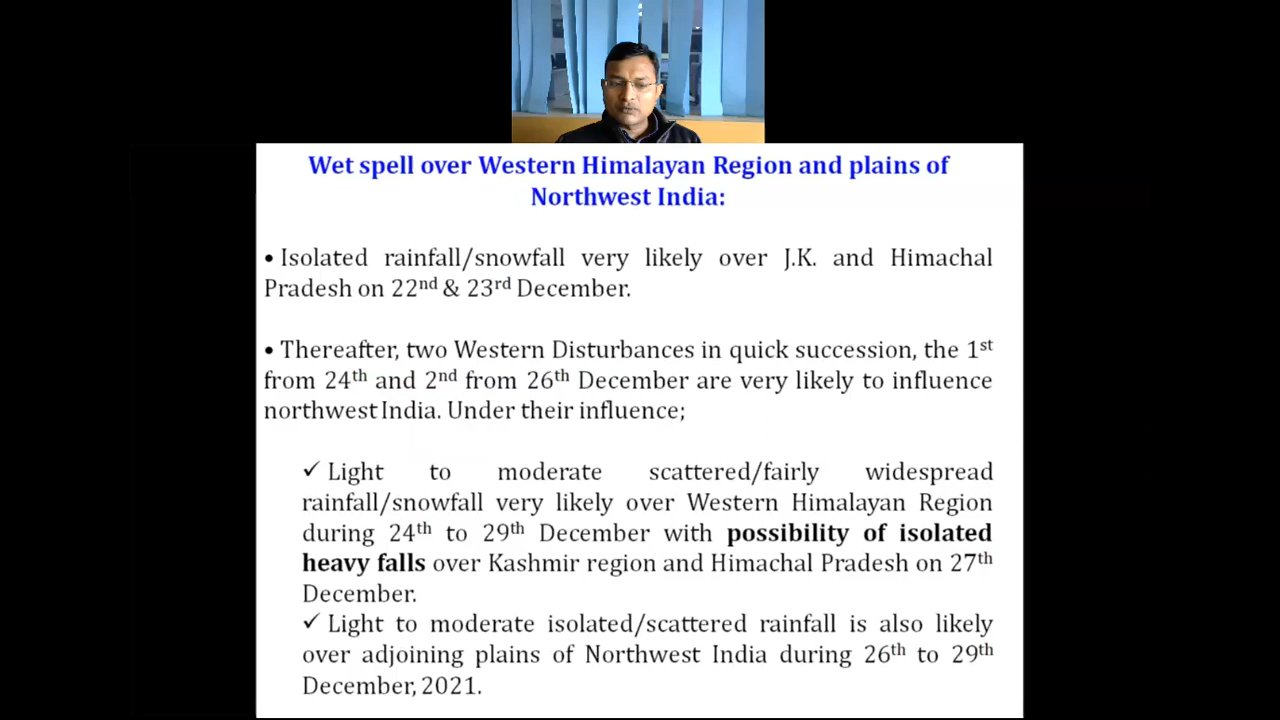 Wet spell over Western Himalayan Region and plains of
Northwest India:
• Isolated rainfall/snowfall very likely over J.K. and Himachal
Pradesh on 22nd & 23rd December.
• Thereafter, two Western Disturbances in quick succession, the 1st
from 24th and 2nd from 26th December are very likely to influence
northwest India. Under their influence;
✓ Light to moderate scattered/fairly widespread
rainfall/snowfall very likely over Western Himalayan Region
during 24th to 29th December with possibility of isolated
heavy falls over Kashmir region and Himachal Pradesh on 27th
December.
✓ Light to moderate isolated/scattered rainfall is also likely
over adjoining plains of Northwest India during 26th to 29th
December, 2021.